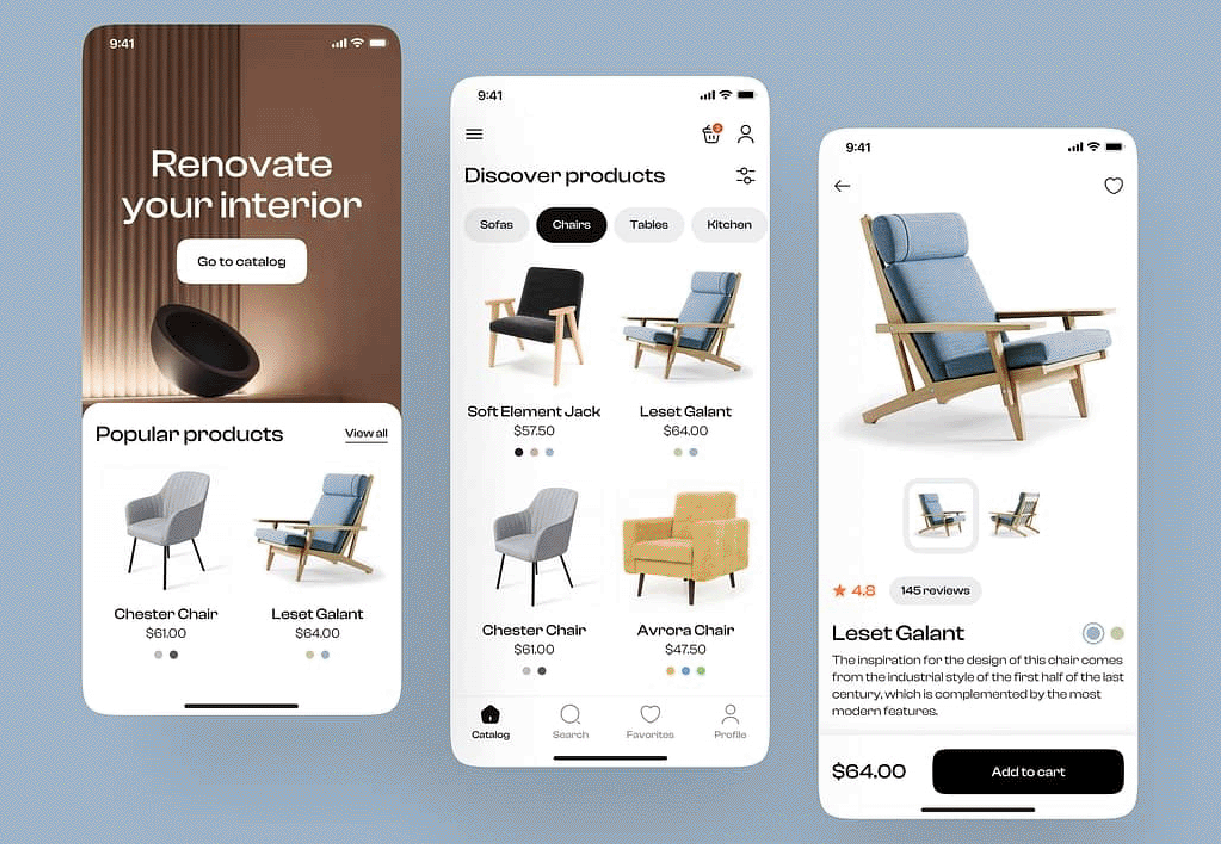 9:41
Renovate
your interior
Go to catalog
Popular products
View all
Chester Chair
$61.00
Leset Galant
$64.00
9:41
Discover products
Sofas
Chairs
Tables
Kitchen
Soft Element Jack
$57.50
Leset Galant
$64.00
Chester Chair
$61.00
Avrora Chair
$47.50
Catalog
Search
Favorites
Profile
9:41
4.8
145 reviews
Leset Galant
The inspiration for the design of this chair comes
from the industrial style of the first half of the last
century, which is complemented by the most
modern features.
$64.00
Add to cart